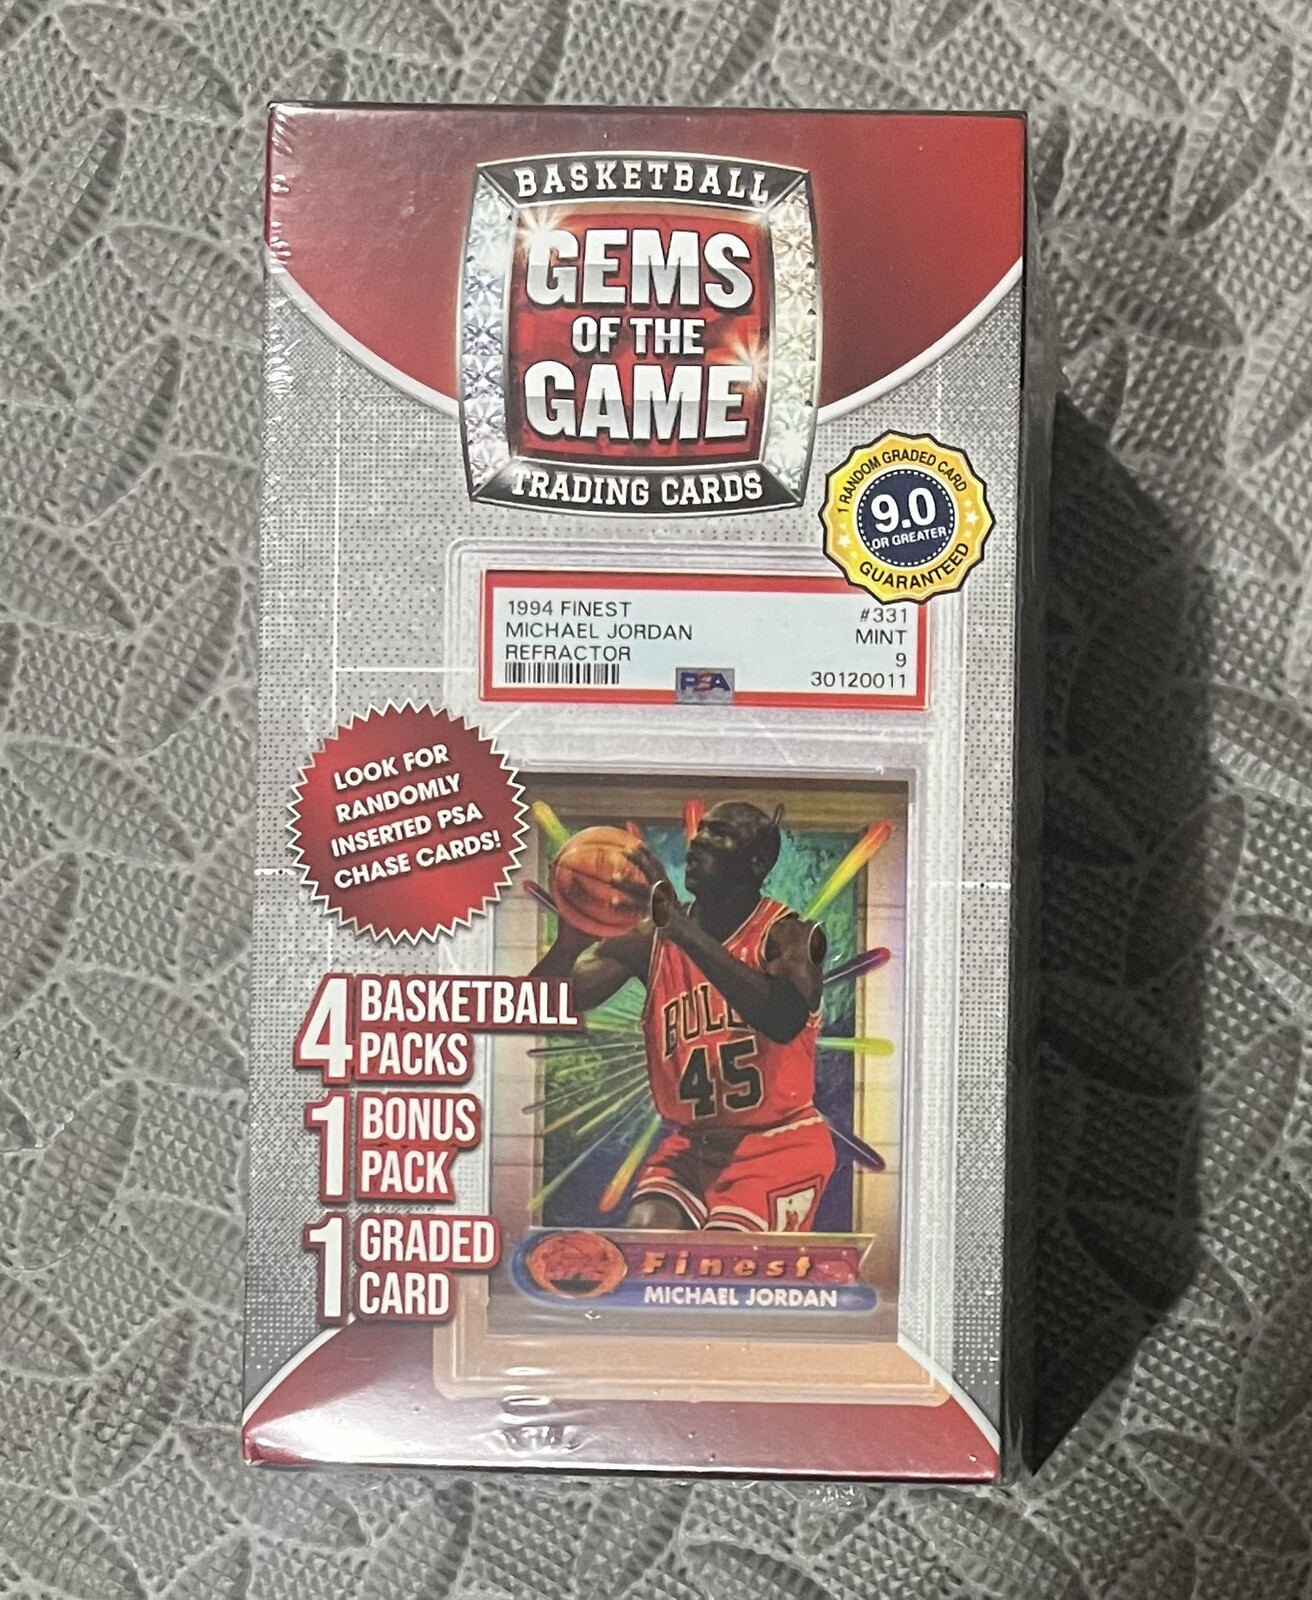 BASKETBALL
GEMS
OF THE
GAME
TRADING CARDS
1 RANDOM GRADED CARD
9.0
OR GREATER
GUARANTEED
1994 FINEST #331
MICHAEL JORDAN MINT
REFRACTOR 9
PSA 30120011
LOOK FOR
RANDOMLY
INSERTED PSA
CHASE CARDS!
4 BASKETBALL
PACKS
1 BONUS
PACK
1 GRADED
CARD
BULL
45
Finest
MICHAEL JORDAN